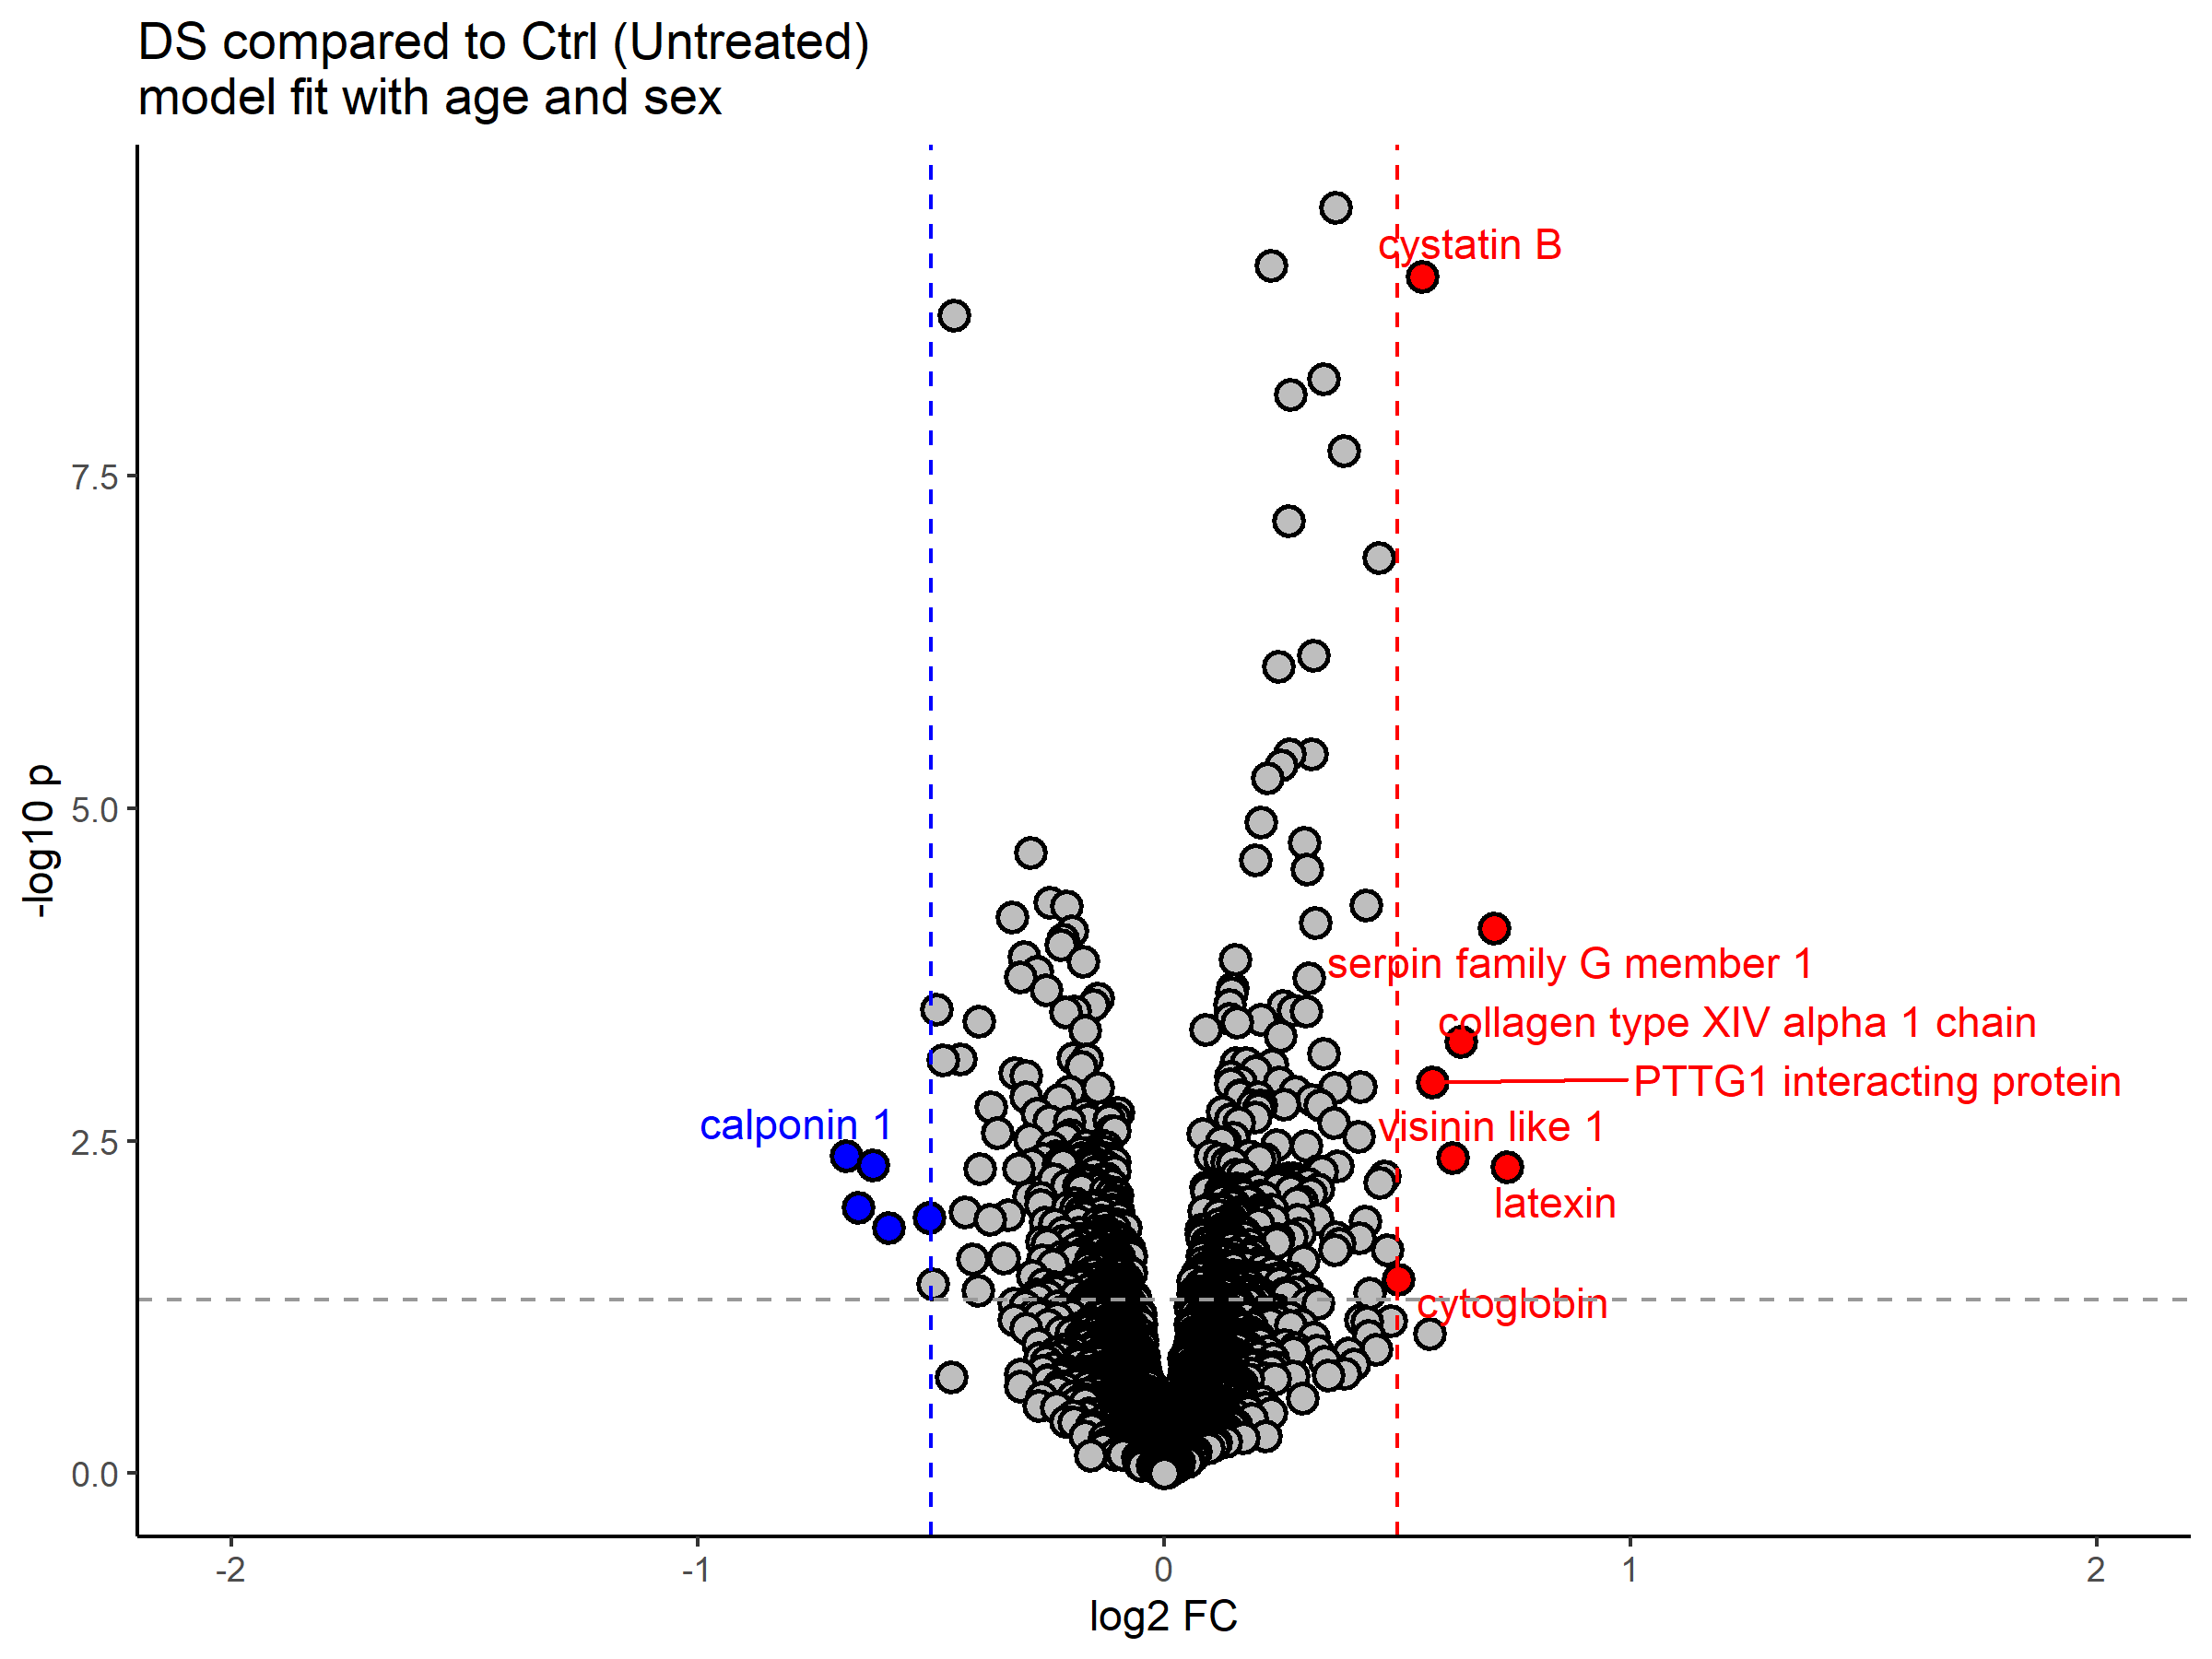 DS compared to Ctrl (Untreated)
model fit with age and sex
cystatin B
7.5
-log10 p
5.0
serpin family G member 1
collagen type XIV alpha 1 chain
PTTG1 interacting protein
calponin 1
visinin like 1
2.5
latexin
cytoglobin
0.0
-2
-1
0
1
2
log2 FC